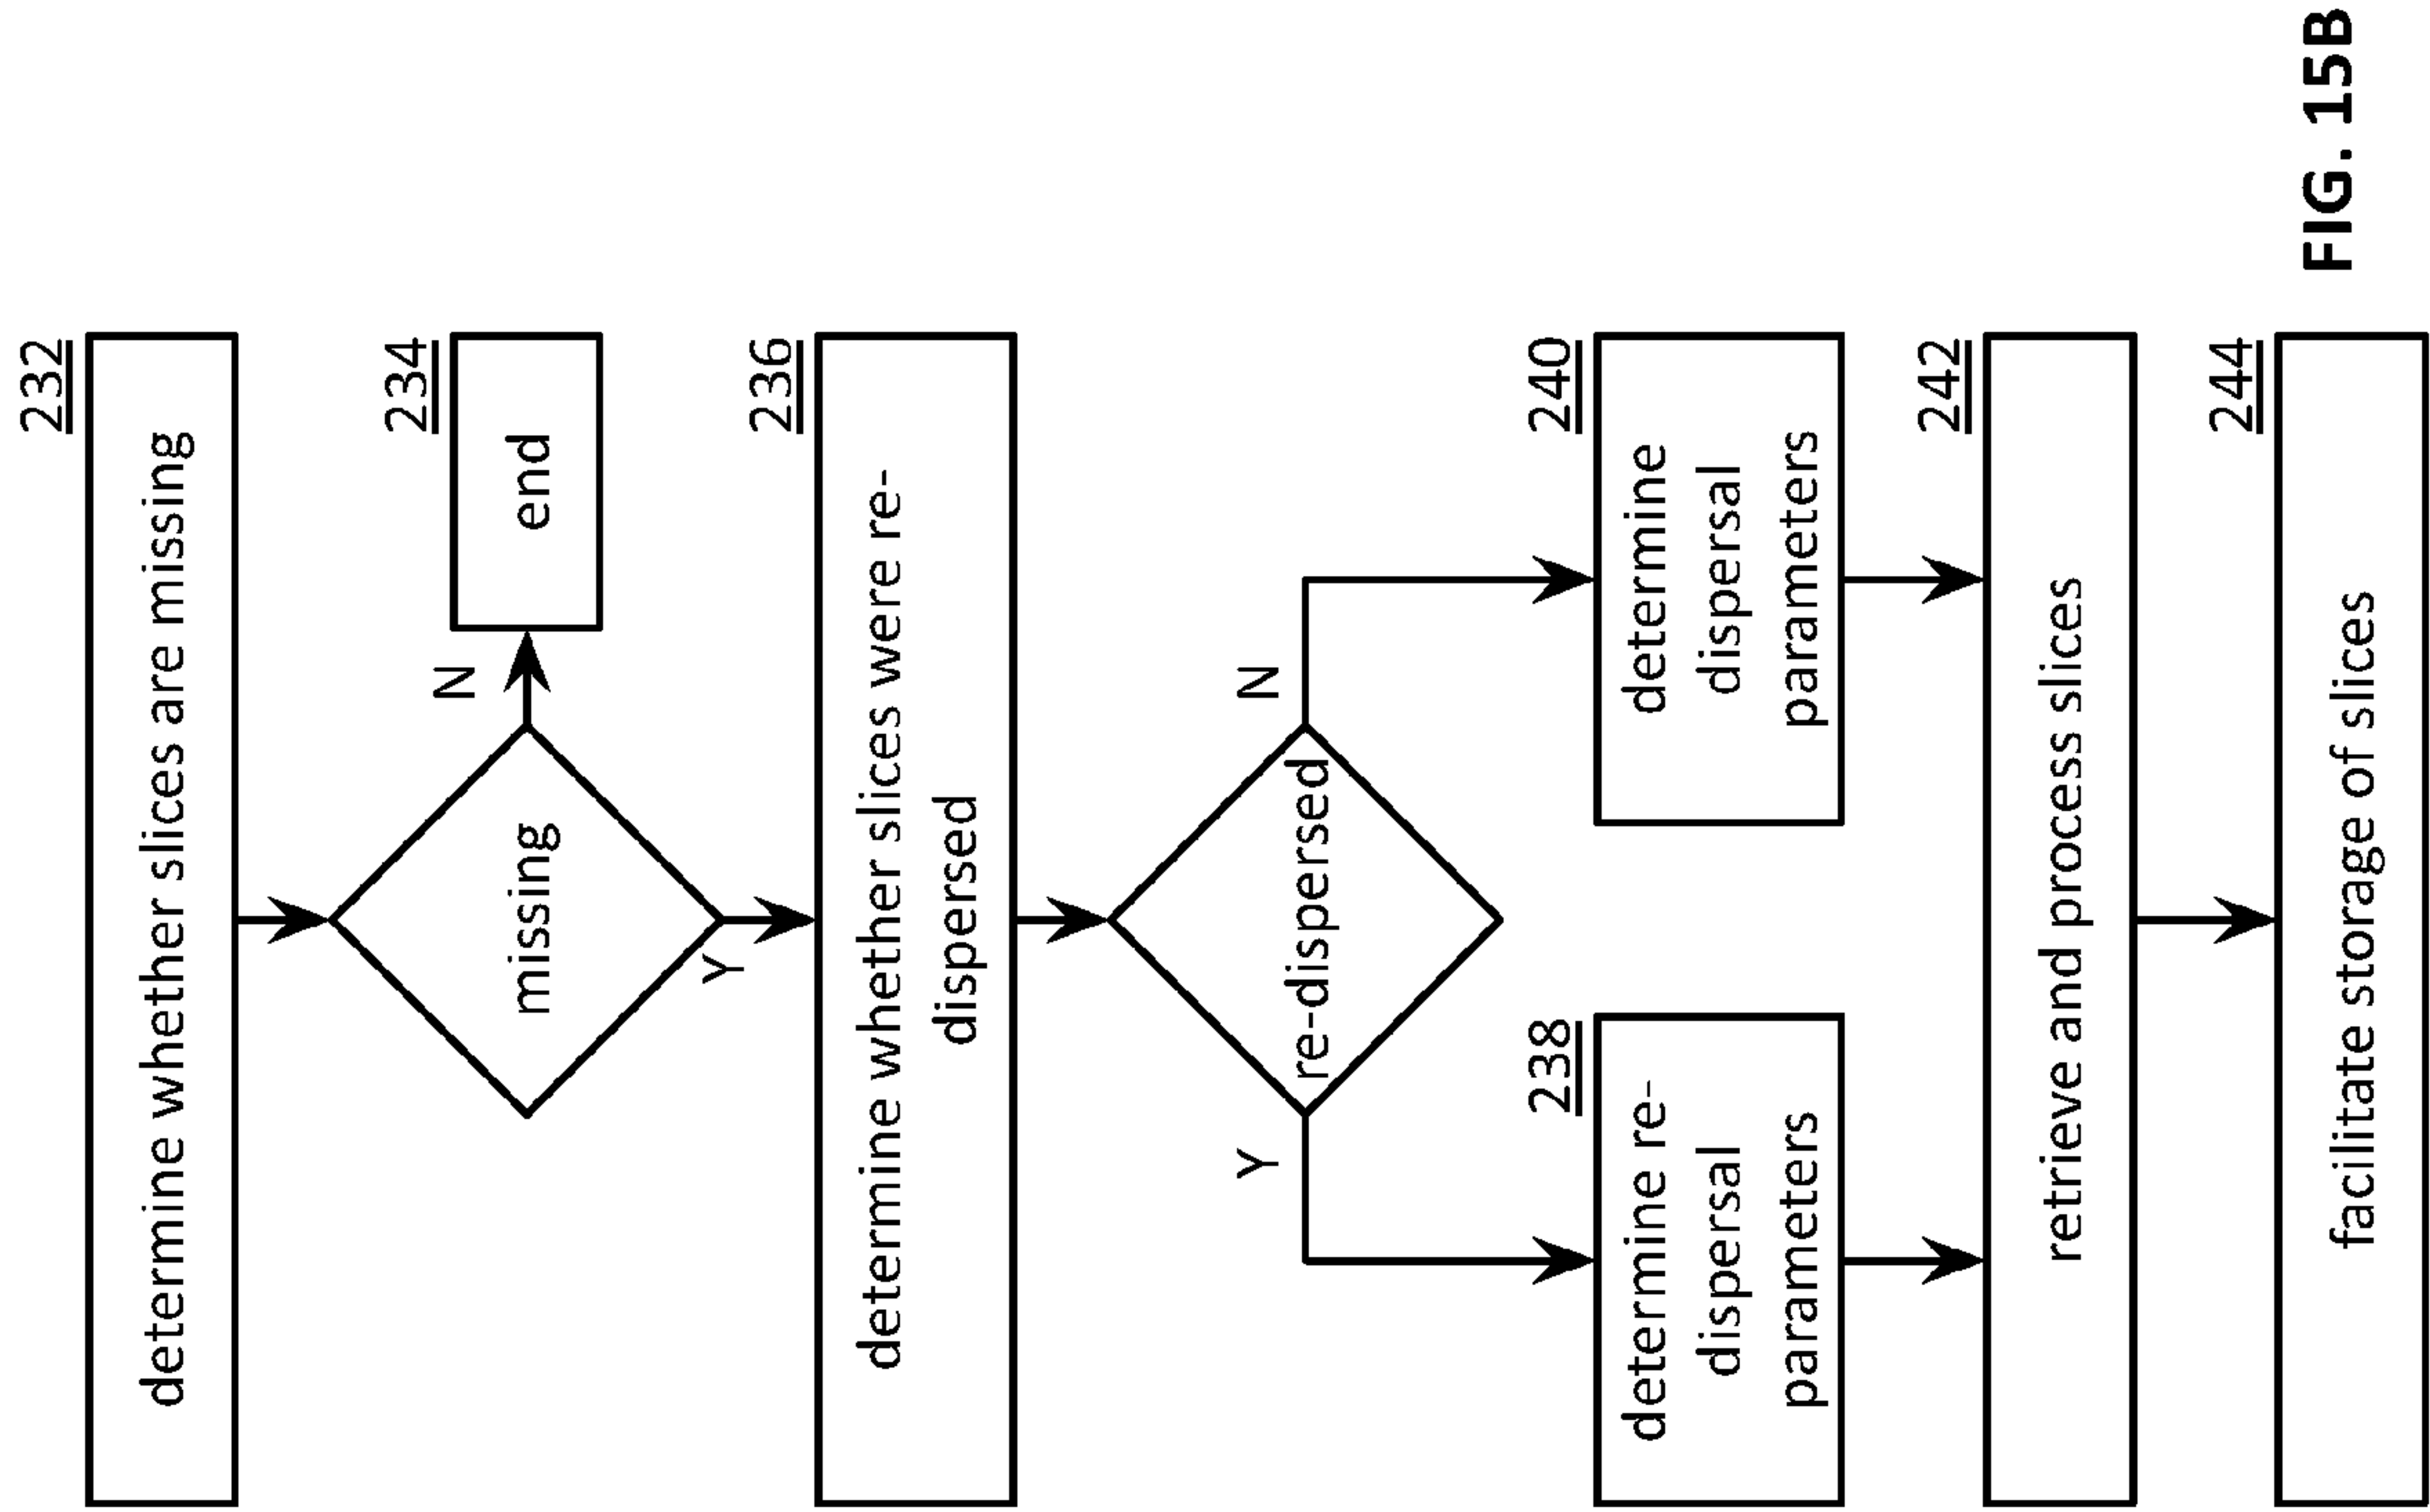 232
determine whether slices are missing
missing
N
234
end
Y
236
determine whether slices were re-
dispersed
re-dispersed
Y
N
238
determine re-
dispersal
parameters
240
determine
dispersal
parameters
242
retrieve and process slices
244
facilitate storage of slices
FIG. 15B